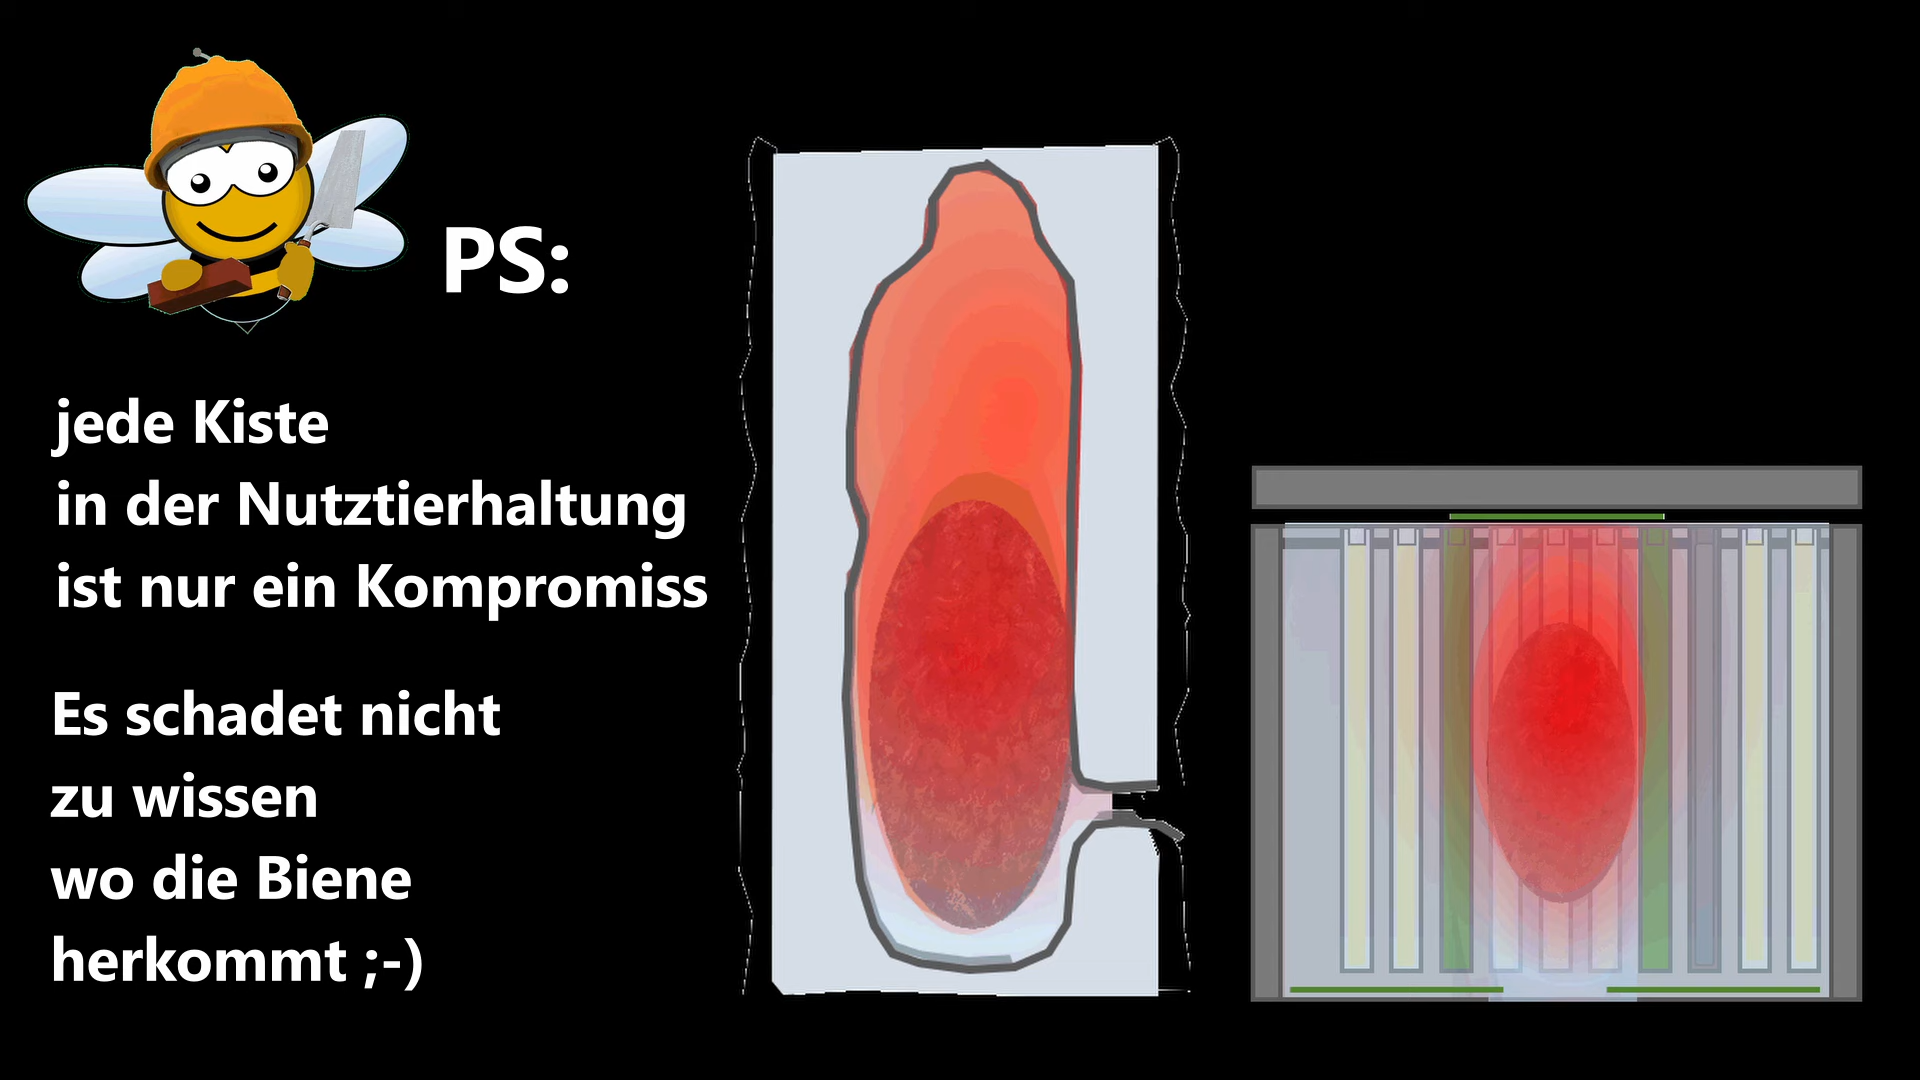 PS:
jede Kiste
in der Nutztierhaltung
ist nur ein Kompromiss
Es schadet nicht
zu wissen
wo die Biene
herkommt ;-)